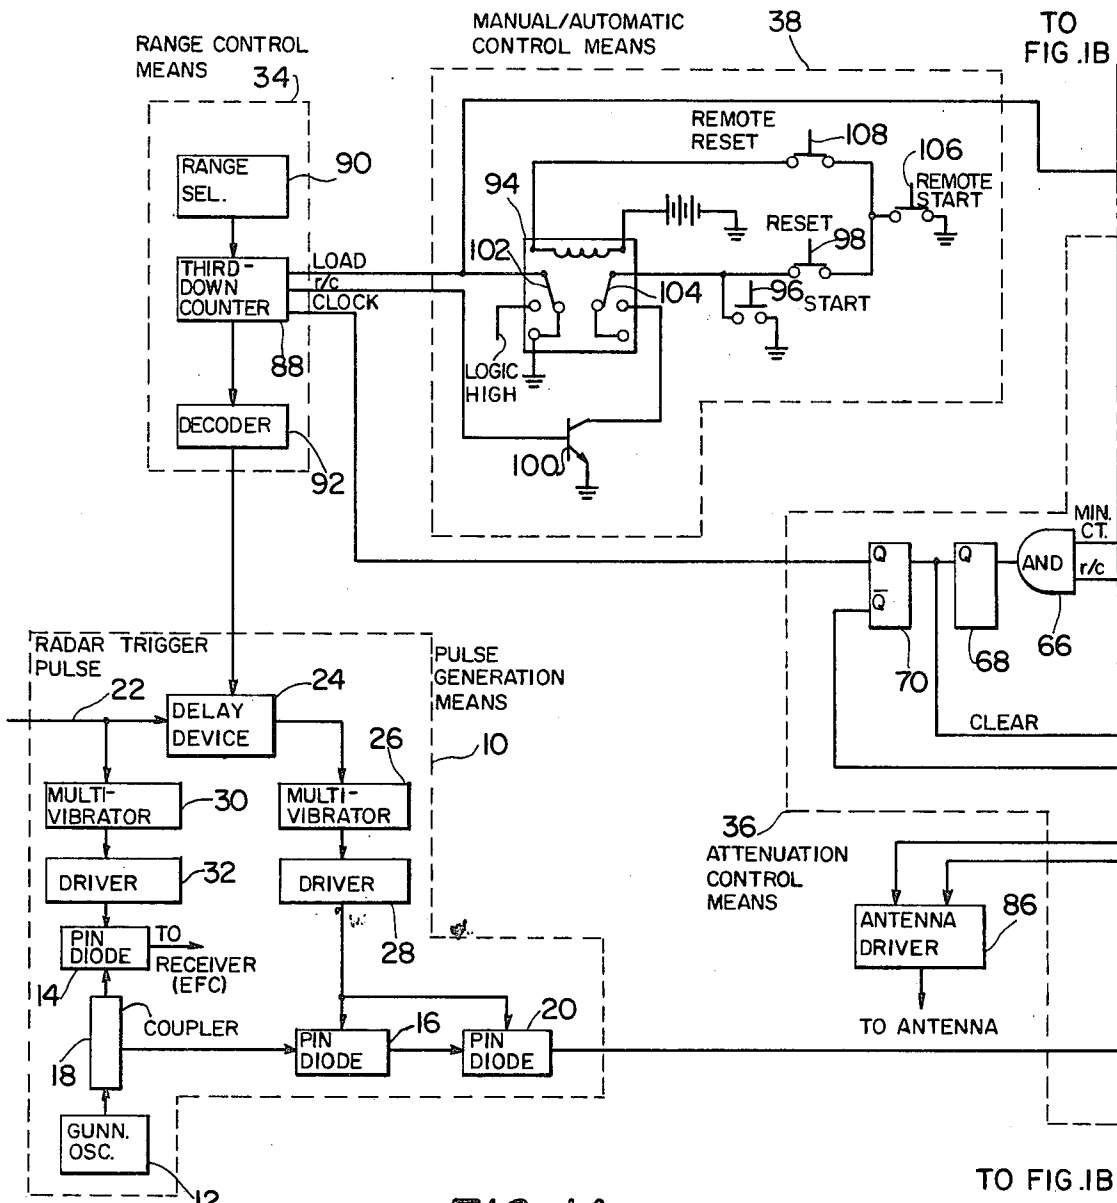 MANUAL/AUTOMATIC
CONTROL MEANS
38
TO
FIG.1B
RANGE CONTROL
MEANS
34
REMOTE
RESET
108
106
REMOTE
START
RANGE
SEL.
90
94
RESET
98
THIRD-
DOWN
COUNTER
LOAD
r/c
CLOCK
102
104
96
START
88
LOGIC
HIGH
DECODER
92
100
MIN.
CT.
r/c
Q
Q
AND
Q̅
66
68
70
RADAR TRIGGER
PULSE
PULSE
GENERATION
MEANS
22
24
DELAY
DEVICE
10
CLEAR
26
MULTI-
VIBRATOR
30
MULTI-
VIBRATOR
36
ATTENUATION
CONTROL
MEANS
DRIVER
32
DRIVER
28
86
ANTENNA
DRIVER
PIN
DIODE
TO
RECEIVER
(EFC)
14
COUPLER
16
20
TO ANTENNA
PIN
DIODE
PIN
DIODE
18
GUNN.
OSC.
12
TO FIG.1B